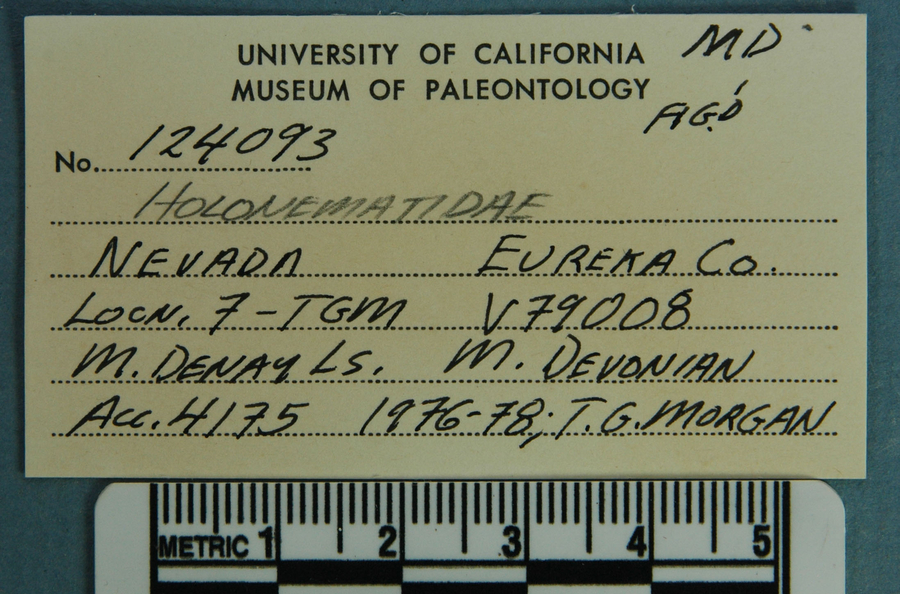 UNIVERSITY OF CALIFORNIA MD
MUSEUM OF PALEONTOLOGY
FIG'D
No. 124093
HOLONEMATIDAE
NEVADA EUREKA CO.
LOCN. 7-TGM V79008
M. DENAY LS. M. DEVONIAN
ACC. 4175 1976-78; T.G. MORGAN
METRIC 1 2 3 4 5